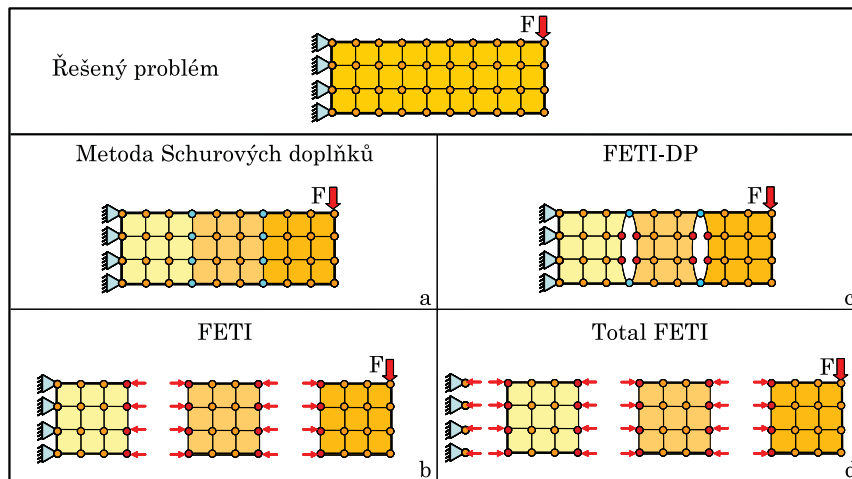 F
Řešený problém
Metoda Schurových doplňků
F
a
FETI-DP
F
c
FETI
F
b
Total FETI
F
d